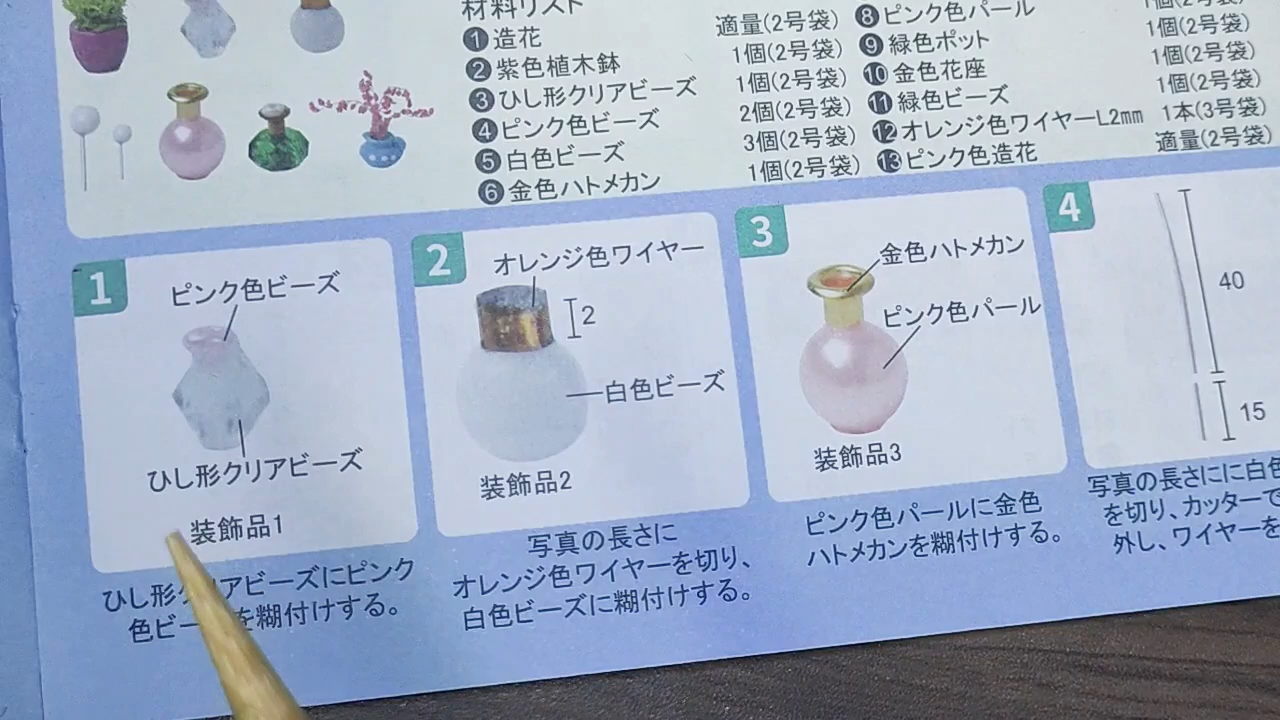 材料リスト
❶造花
適量(2号袋)
❷紫色植木鉢
1個(2号袋)
❸ひし形クリアビーズ
1個(2号袋)
❹ピンク色ビーズ
2個(2号袋)
❺白色ビーズ
3個(2号袋)
❻金色ハトメカン
1個(2号袋)
❽ピンク色パール
1個(2号袋)
❾緑色ポット
1個(2号袋)
❿金色花座
1個(2号袋)
⓫緑色ビーズ
1個(2号袋)
⓬オレンジ色ワイヤーL2mm
1本(3号袋)
⓭ピンク色造花
適量(2号袋)
1
ピンク色ビーズ
ひし形クリアビーズ
装飾品1
ひし形クリアビーズにピンク
色ビーズを糊付けする。
2
オレンジ色ワイヤー
2
白色ビーズ
装飾品2
写真の長さに
オレンジ色ワイヤーを切り、
白色ビーズに糊付けする。
3
金色ハトメカン
ピンク色パール
装飾品3
ピンク色パールに金色
ハトメカンを糊付けする。
4
40
15
写真の長さにに白色
を切り、カッターで
外し、ワイヤーを